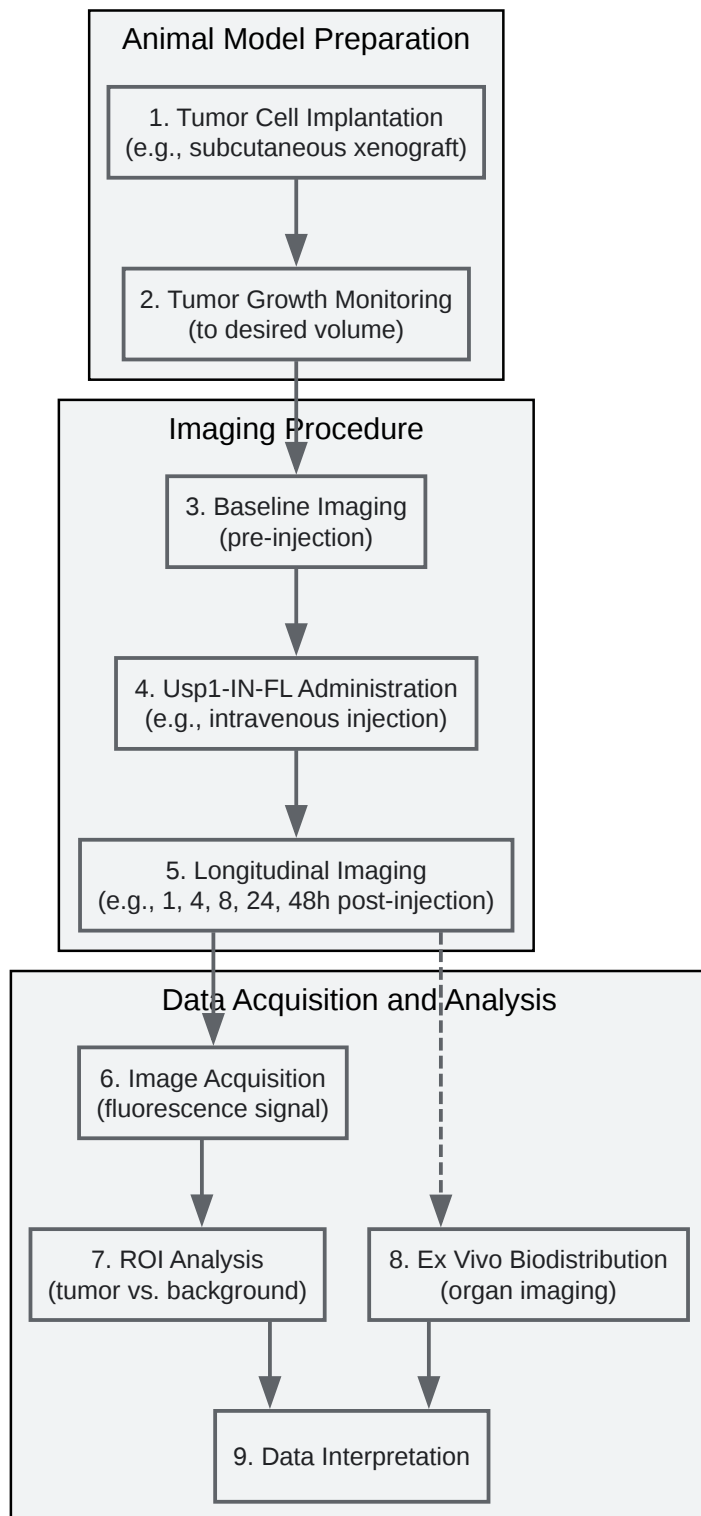 Animal Model Preparation
1. Tumor Cell Implantation
(e.g., subcutaneous xenograft)
2. Tumor Growth Monitoring
(to desired volume)
Imaging Procedure
3. Baseline Imaging
(pre-injection)
4. Usp1-IN-FL Administration
(e.g., intravenous injection)
5. Longitudinal Imaging
(e.g., 1, 4, 8, 24, 48h post-injection)
Data Acquisition and Analysis
6. Image Acquisition
(fluorescence signal)
7. ROI Analysis
(tumor vs. background)
8. Ex Vivo Biodistribution
(organ imaging)
9. Data Interpretation